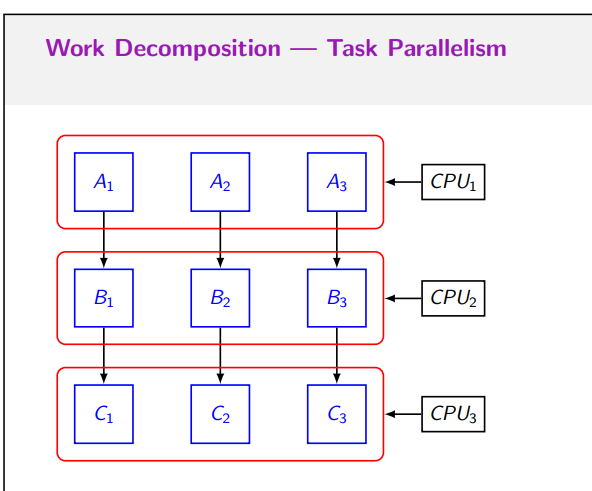 Work Decomposition — Task Parallelism
A₁ A₂ A₃ CPU₁
B₁ B₂ B₃ CPU₂
C₁ C₂ C₃ CPU₃